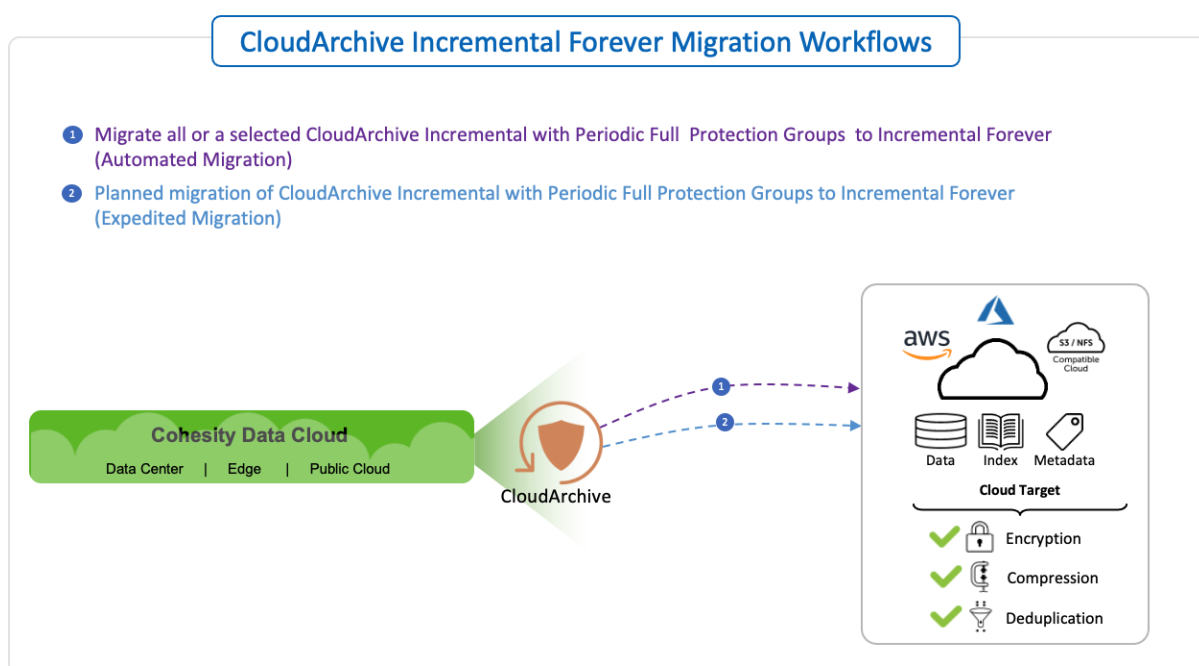 CloudArchive Incremental Forever Migration Workflows
1 Migrate all or a selected CloudArchive Incremental with Periodic Full Protection Groups to Incremental Forever
(Automated Migration)
2 Planned migration of CloudArchive Incremental with Periodic Full Protection Groups to Incremental Forever
(Expedited Migration)
Cohesity Data Cloud
Data Center | Edge | Public Cloud
CloudArchive
1
2
aws
S3 / NFS
Compatible
Cloud
Data Index Metadata
Cloud Target
Encryption
Compression
Deduplication